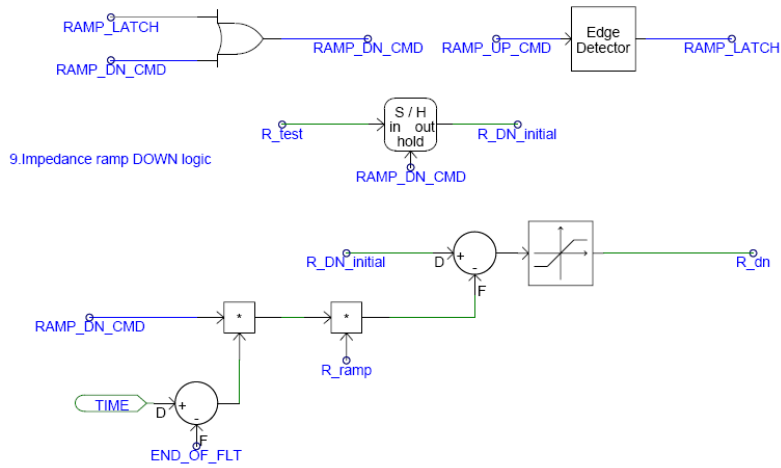 RAMP_LATCH
RAMP_DN_CMD
RAMP_DN_CMD
RAMP_UP_CMD
Edge
Detector
RAMP_LATCH
R_test
S / H
in out
hold
R_DN_initial
RAMP_DN_CMD
9.Impedance ramp DOWN logic
R_DN_initial
D
+
-
F
R_dn
RAMP_DN_CMD
*
*
R_ramp
TIME
D
+
-
F
END_OF_FLT